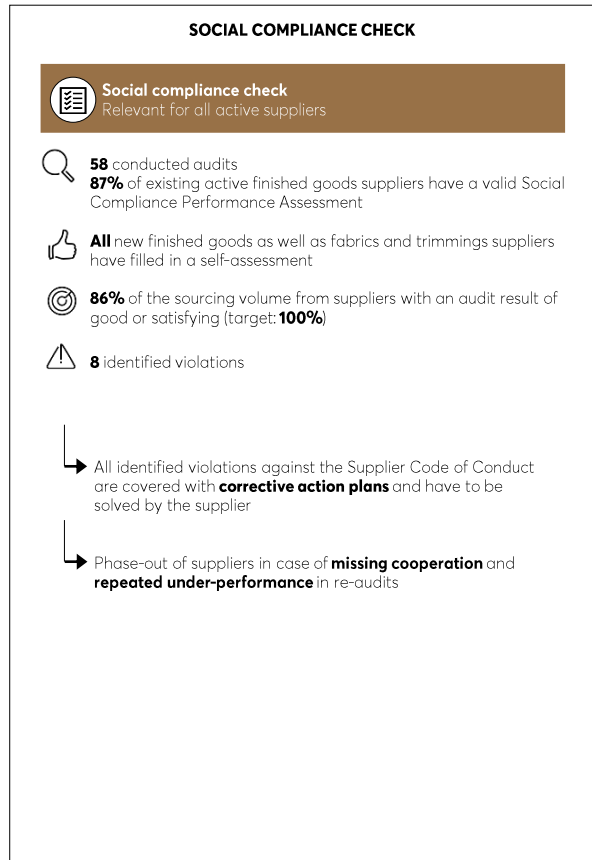 SOCIAL COMPLIANCE CHECK
Social compliance check
Relevant for all active suppliers
58 conducted audits
87% of existing active finished goods suppliers have a valid Social
Compliance Performance Assessment
All new finished goods as well as fabrics and trimmings suppliers
have filled in a self-assessment
86% of the sourcing volume from suppliers with an audit result of
good or satisfying (target: 100%)
8 identified violations
All identified violations against the Supplier Code of Conduct
are covered with corrective action plans and have to be
solved by the supplier
Phase-out of suppliers in case of missing cooperation and
repeated under-performance in re-audits